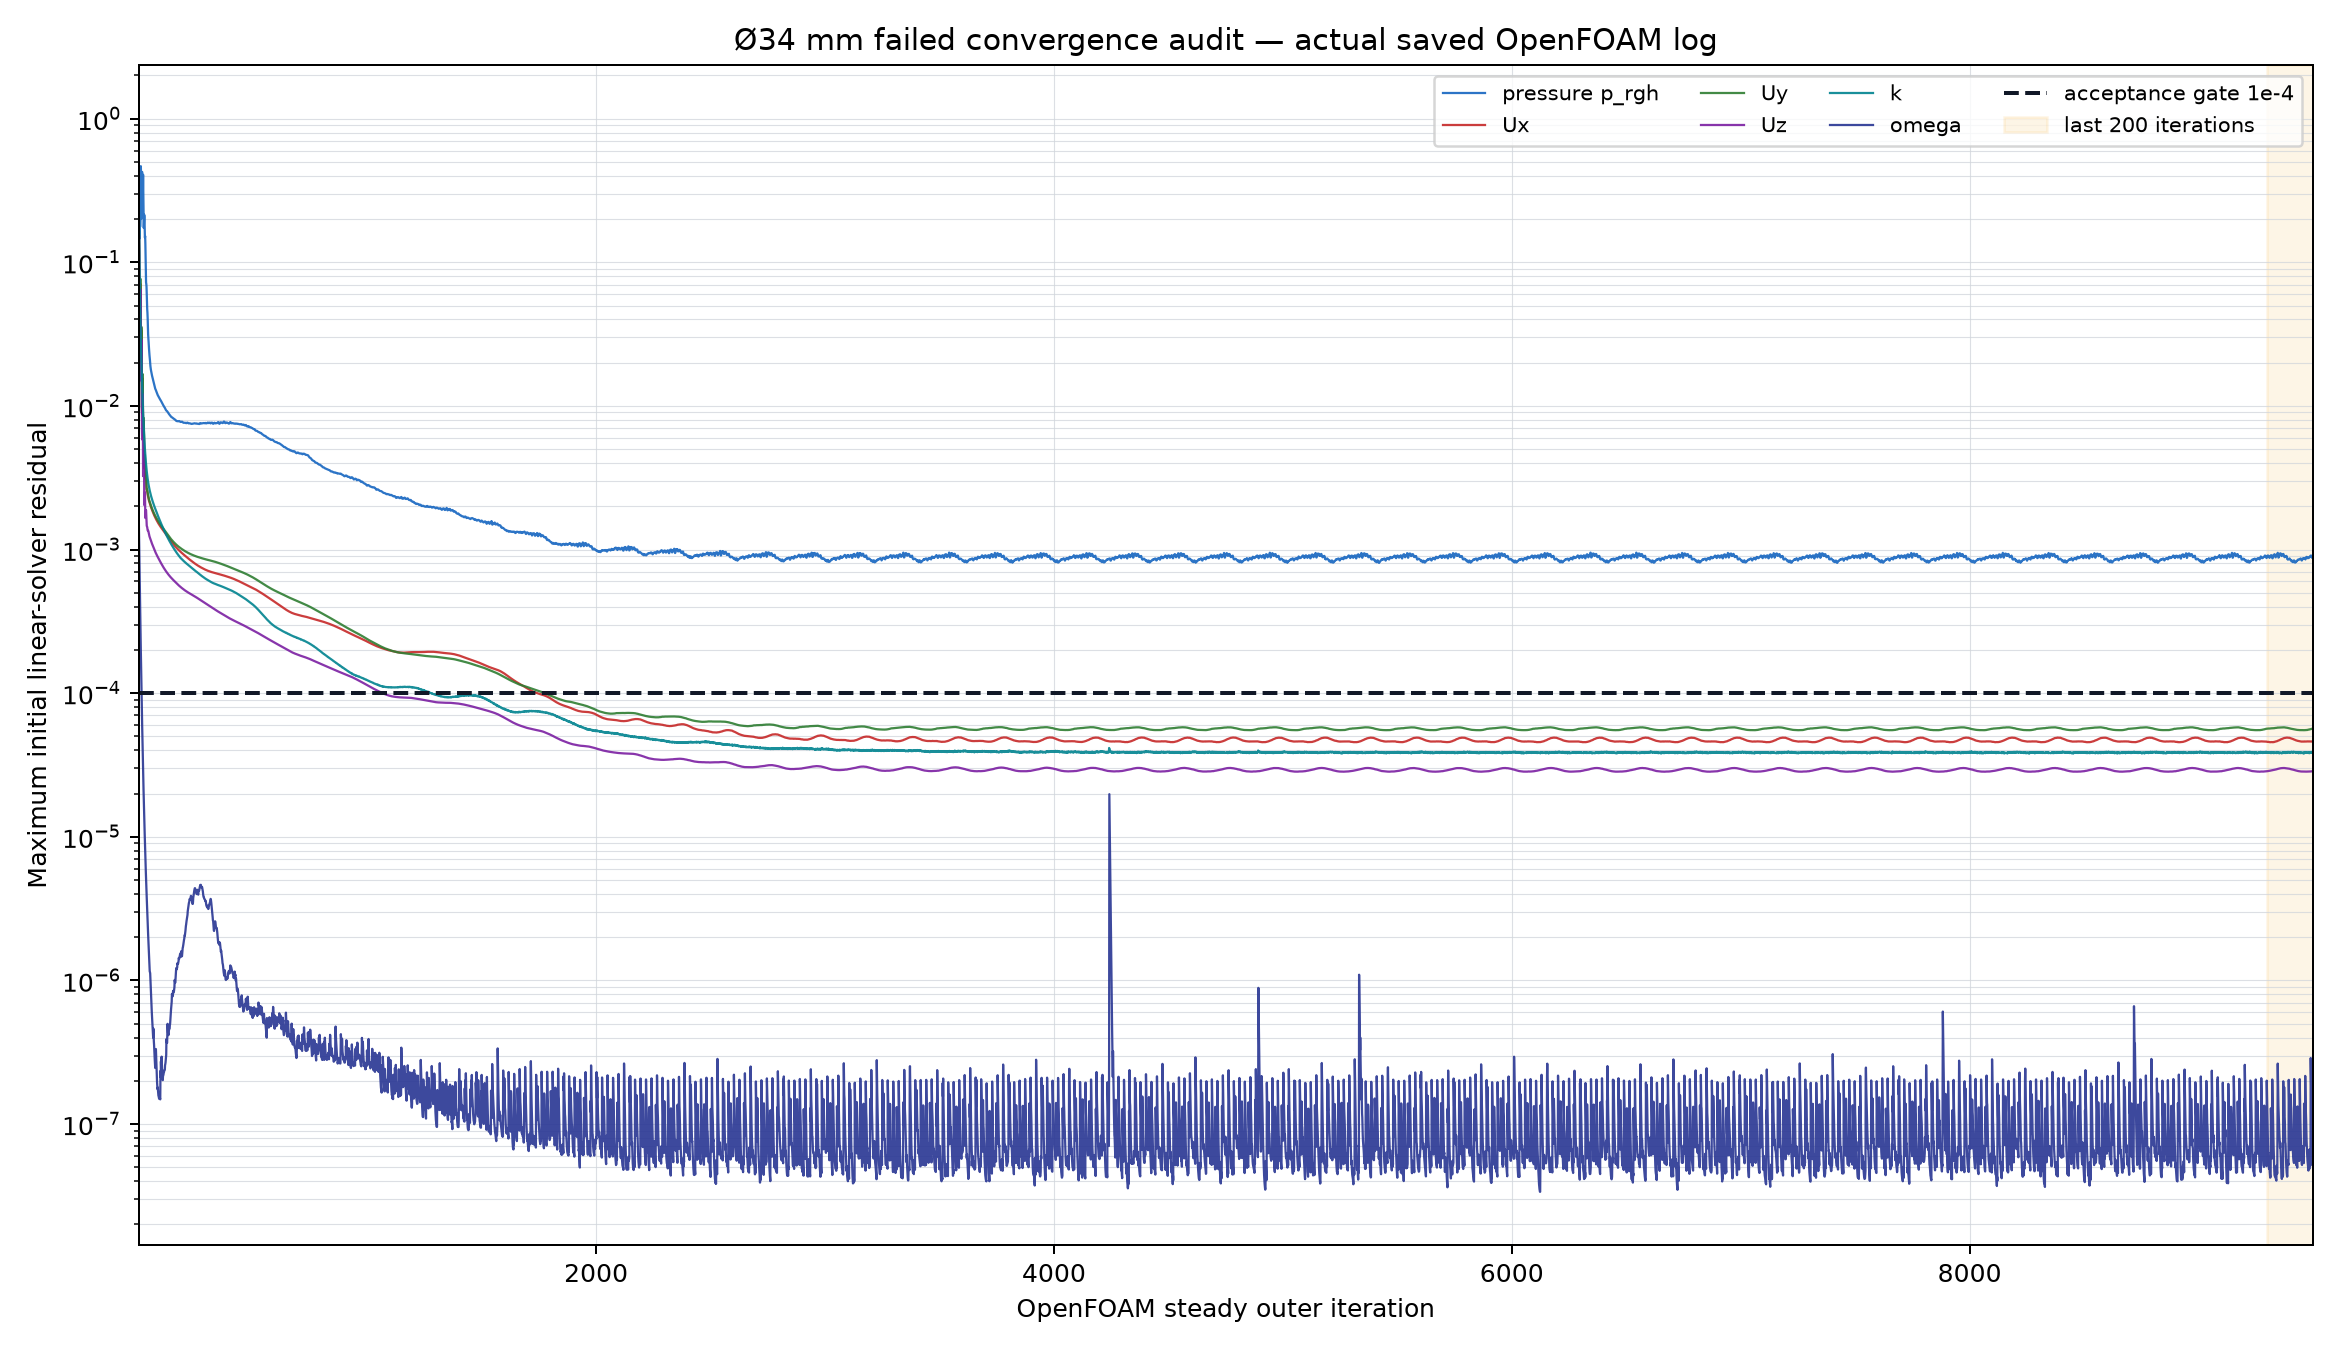 Ø34 mm failed convergence audit — actual saved OpenFOAM log
pressure p_rgh
Ux
Uy
Uz
k
omega
acceptance gate 1e-4
last 200 iterations
Maximum initial linear-solver residual
10⁰
10⁻¹
10⁻²
10⁻³
10⁻⁴
10⁻⁵
10⁻⁶
10⁻⁷
2000 4000 6000 8000
OpenFOAM steady outer iteration